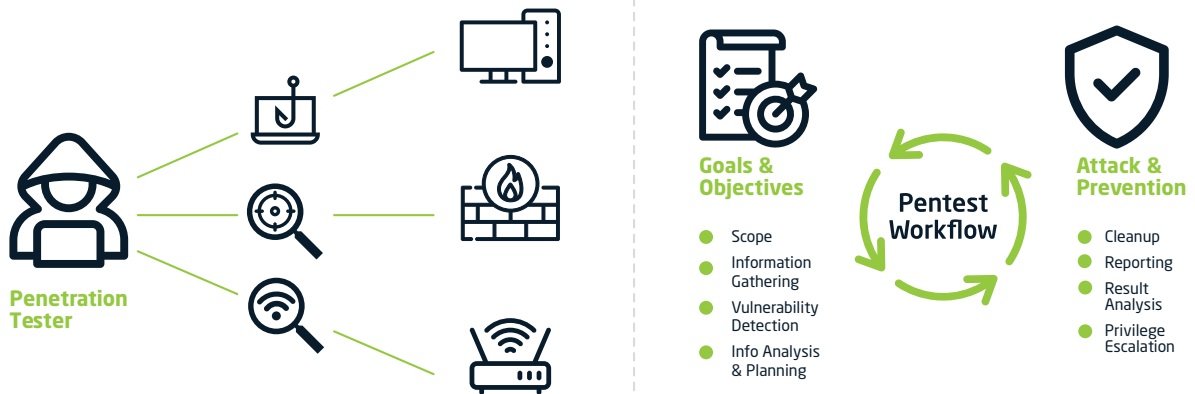 Penetration
Tester
Goals &
Objectives
Scope
Information
Gathering
Vulnerability
Detection
Info Analysis
& Planning
Pentest
Workflow
Attack &
Prevention
Cleanup
Reporting
Result
Analysis
Privilege
Escalation